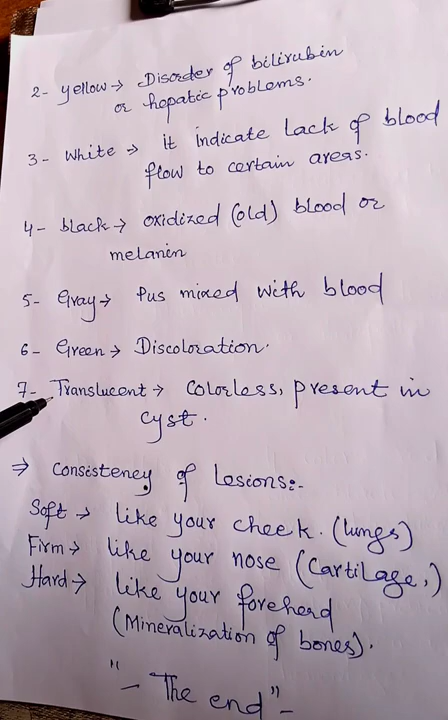 2- yellow → Disorder of bilirubin
or hepatic problems.
3- white → it indicate lack of blood
flow to certain areas.
4- black → oxidized (old) blood or
melanin
5- Gray → Pus mixed with blood
6- Green → Discoloration.
7- Translucent → colorless, present in
cyst.
⇒ Consistency of lesions:-
Soft → like your cheek. (lungs)
Firm → like your nose (Cartilage,)
Hard → like your foreherd
(Mineralization of bones).
"- The end"-